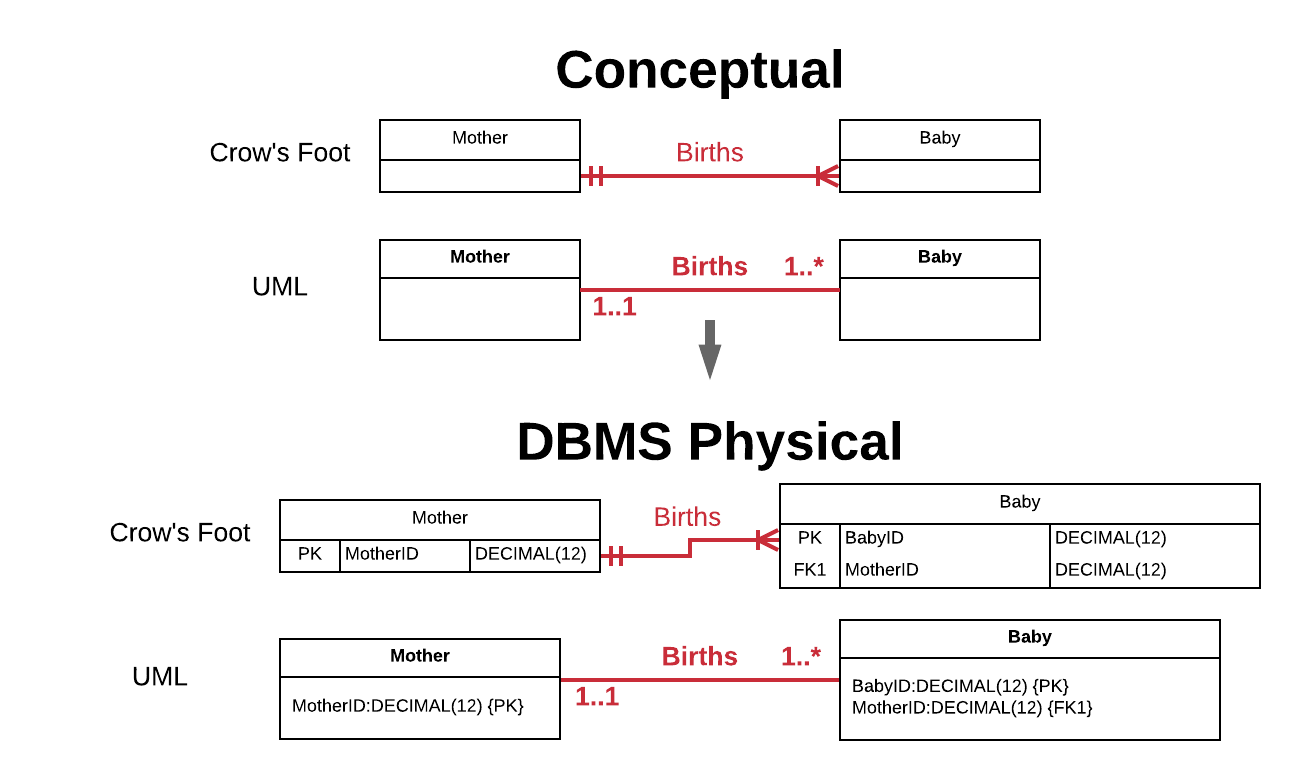 Conceptual
Crow's Foot
Mother
Births
Baby
UML
Mother
Births 1..*
1..1
Baby
DBMS Physical
Crow's Foot
Mother
PK MotherID DECIMAL(12)
Births
Baby
PK BabyID DECIMAL(12)
FK1 MotherID DECIMAL(12)
UML
Mother
MotherID:DECIMAL(12) {PK}
Births 1..*
1..1
Baby
BabyID:DECIMAL(12) {PK}
MotherID:DECIMAL(12) {FK1}